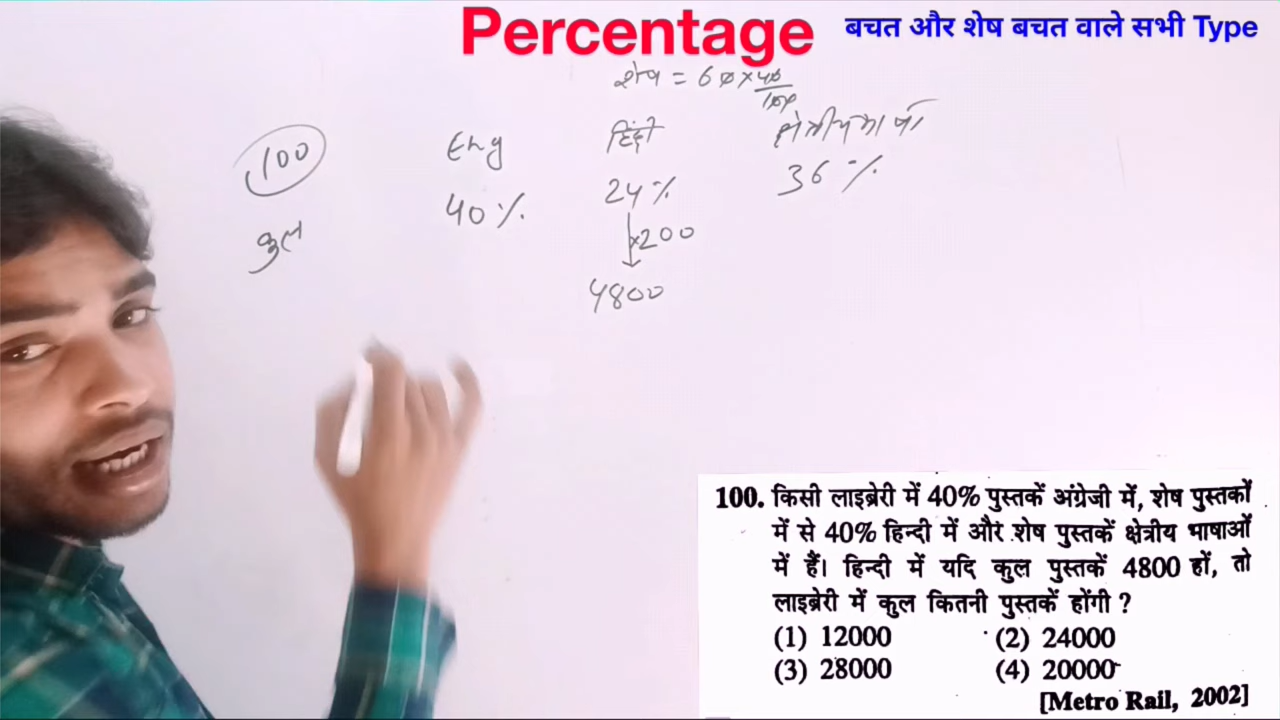 Percentage
बचत और शेष बचत वाले सभी Type
शेष = 60 × 40/100
100 Eng हिंदी क्षेत्रीय भाषा
कुल 40% 24% 36%
×200
4800
100. किसी लाइब्रेरी में 40% पुस्तकें अंग्रेजी में, शेष पुस्तकों
में से 40% हिन्दी में और शेष पुस्तकें क्षेत्रीय भाषाओं
में हैं। हिन्दी में यदि कुल पुस्तकें 4800 हों, तो
लाइब्रेरी में कुल कितनी पुस्तकें होंगी ?
(1) 12000 (2) 24000
(3) 28000 (4) 20000
[Metro Rail, 2002]